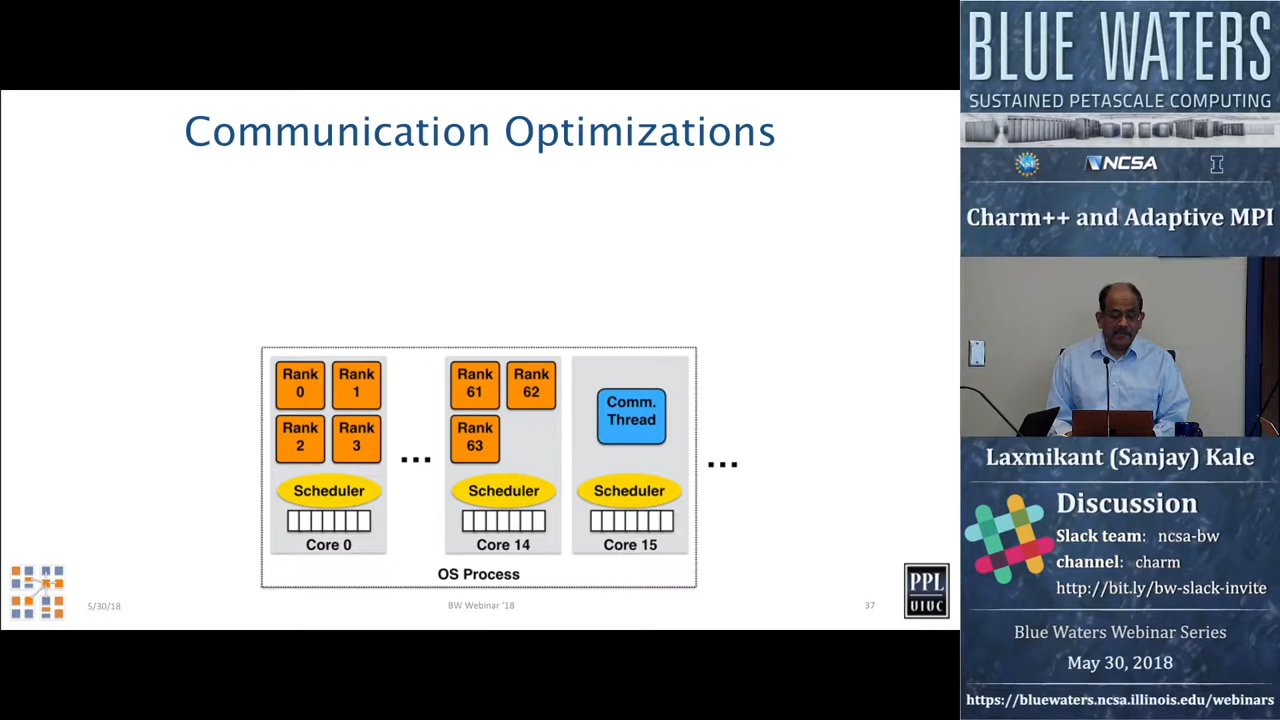 Communication Optimizations
Rank 0
Rank 1
Rank 2
Rank 3
Scheduler
Core 0
...
Rank 61
Rank 62
Rank 63
Scheduler
Core 14
Comm. Thread
Scheduler
Core 15
...
OS Process
5/30/18
BW Webinar '18
37
PPL
UIUC
BLUE WATERS
SUSTAINED PETASCALE COMPUTING
NSF
NCSA
I
Charm++ and Adaptive MPI
Laxmikant (Sanjay) Kale
Discussion
Slack team: ncsa-bw
channel: charm
http://bit.ly/bw-slack-invite
Blue Waters Webinar Series
May 30, 2018
https://bluewaters.ncsa.illinois.edu/webinars